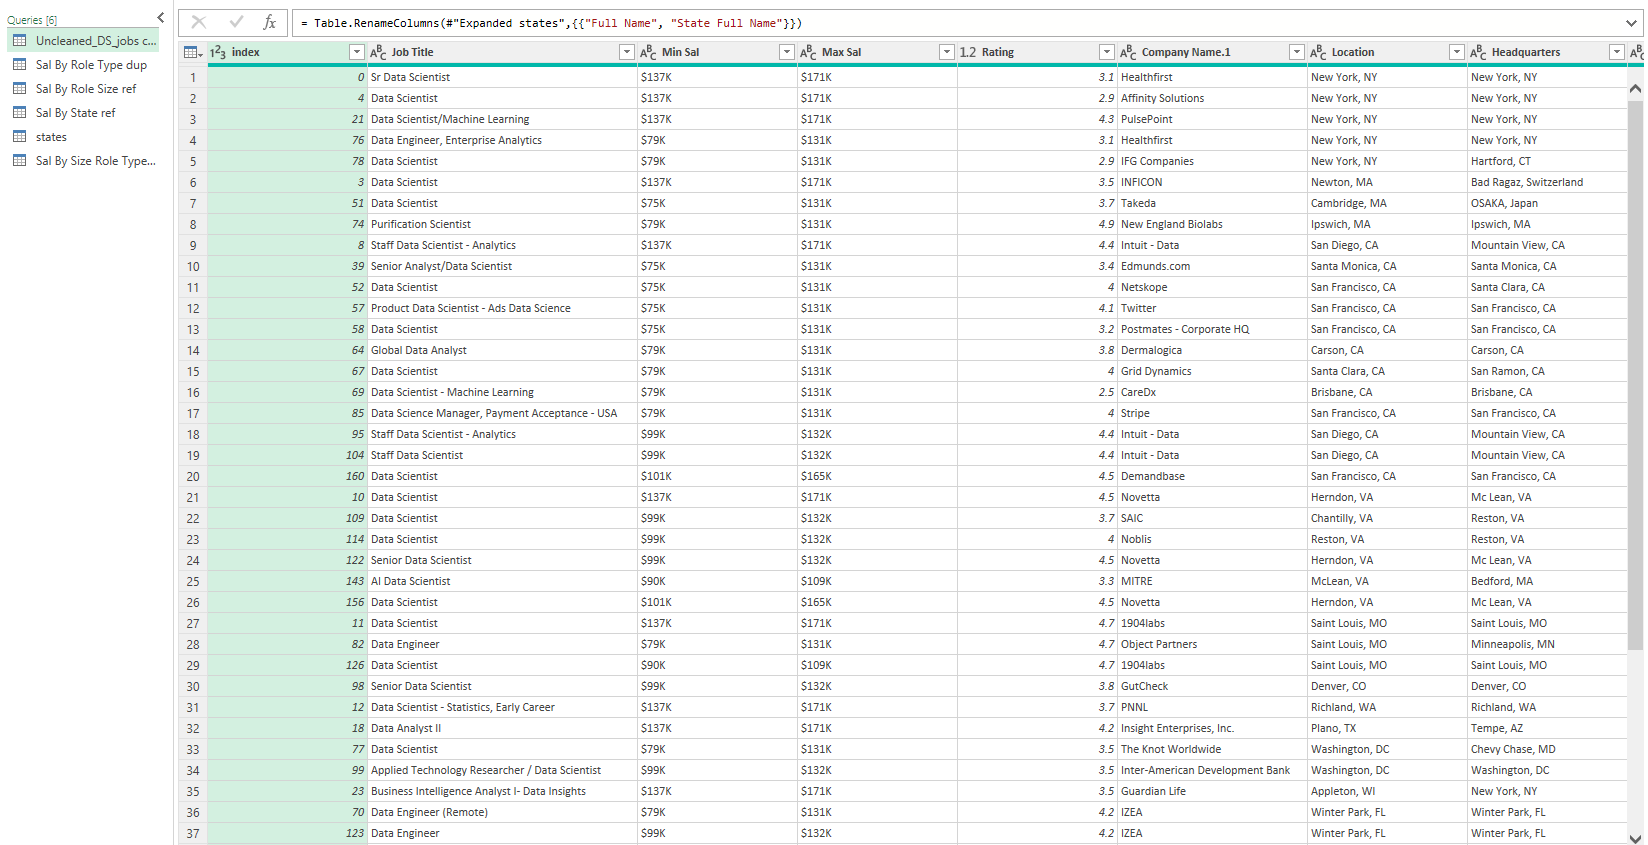 Queries [6]
Uncleaned_DS_jobs c...
Sal By Role Type dup
Sal By Role Size ref
Sal By State ref
states
Sal By Size Role Type...
fx = Table.RenameColumns(#"Expanded states",{{"Full Name", "State Full Name"}})
123 index ABC Job Title ABC Min Sal ABC Max Sal 1.2 Rating ABC Company Name.1 ABC Location ABC Headquarters
1 0 Sr Data Scientist $137K $171K 3.1 Healthfirst New York, NY New York, NY
2 4 Data Scientist $137K $171K 2.9 Affinity Solutions New York, NY New York, NY
3 21 Data Scientist/Machine Learning $137K $171K 4.3 PulsePoint New York, NY New York, NY
4 76 Data Engineer, Enterprise Analytics $79K $131K 3.1 Healthfirst New York, NY New York, NY
5 78 Data Scientist $79K $131K 2.9 IFG Companies New York, NY Hartford, CT
6 3 Data Scientist $137K $171K 3.5 INFICON Newton, MA Bad Ragaz, Switzerland
7 51 Data Scientist $75K $131K 3.7 Takeda Cambridge, MA OSAKA, Japan
8 74 Purification Scientist $79K $131K 4.9 New England Biolabs Ipswich, MA Ipswich, MA
9 8 Staff Data Scientist - Analytics $137K $171K 4.4 Intuit - Data San Diego, CA Mountain View, CA
10 39 Senior Analyst/Data Scientist $75K $131K 3.4 Edmunds.com Santa Monica, CA Santa Monica, CA
11 52 Data Scientist $75K $131K 4 Netskope San Francisco, CA Santa Clara, CA
12 57 Product Data Scientist - Ads Data Science $75K $131K 4.1 Twitter San Francisco, CA San Francisco, CA
13 58 Data Scientist $75K $131K 3.2 Postmates - Corporate HQ San Francisco, CA San Francisco, CA
14 64 Global Data Analyst $79K $131K 3.8 Dermalogica Carson, CA Carson, CA
15 67 Data Scientist $79K $131K 4 Grid Dynamics Santa Clara, CA San Ramon, CA
16 69 Data Scientist - Machine Learning $79K $131K 2.5 CareDx Brisbane, CA Brisbane, CA
17 85 Data Science Manager, Payment Acceptance - USA $79K $131K 4 Stripe San Francisco, CA San Francisco, CA
18 95 Staff Data Scientist - Analytics $99K $132K 4.4 Intuit - Data San Diego, CA Mountain View, CA
19 104 Staff Data Scientist $99K $132K 4.4 Intuit - Data San Diego, CA Mountain View, CA
20 160 Data Scientist $101K $165K 4.5 Demandbase San Francisco, CA San Francisco, CA
21 10 Data Scientist $137K $171K 4.5 Novetta Herndon, VA Mc Lean, VA
22 109 Data Scientist $99K $132K 3.7 SAIC Chantilly, VA Reston, VA
23 114 Data Scientist $99K $132K 4 Noblis Reston, VA Reston, VA
24 122 Senior Data Scientist $99K $132K 4.5 Novetta Herndon, VA Mc Lean, VA
25 143 AI Data Scientist $90K $109K 3.3 MITRE McLean, VA Bedford, MA
26 156 Data Scientist $101K $165K 4.5 Novetta Herndon, VA Mc Lean, VA
27 11 Data Scientist $137K $171K 4.7 1904labs Saint Louis, MO Saint Louis, MO
28 82 Data Engineer $79K $131K 4.7 Object Partners Saint Louis, MO Minneapolis, MN
29 126 Data Scientist $90K $109K 4.7 1904labs Saint Louis, MO Saint Louis, MO
30 98 Senior Data Scientist $99K $132K 3.8 GutCheck Denver, CO Denver, CO
31 12 Data Scientist - Statistics, Early Career $137K $171K 3.7 PNNL Richland, WA Richland, WA
32 18 Data Analyst II $137K $171K 4.2 Insight Enterprises, Inc. Plano, TX Tempe, AZ
33 77 Data Scientist $79K $131K 3.5 The Knot Worldwide Washington, DC Chevy Chase, MD
34 99 Applied Technology Researcher / Data Scientist $99K $132K 3.5 Inter-American Development Bank Washington, DC Washington, DC
35 23 Business Intelligence Analyst I- Data Insights $137K $171K 3.5 Guardian Life Appleton, WI New York, NY
36 70 Data Engineer (Remote) $79K $131K 4.2 IZEA Winter Park, FL Winter Park, FL
37 123 Data Engineer $99K $132K 4.2 IZEA Winter Park, FL Winter Park, FL